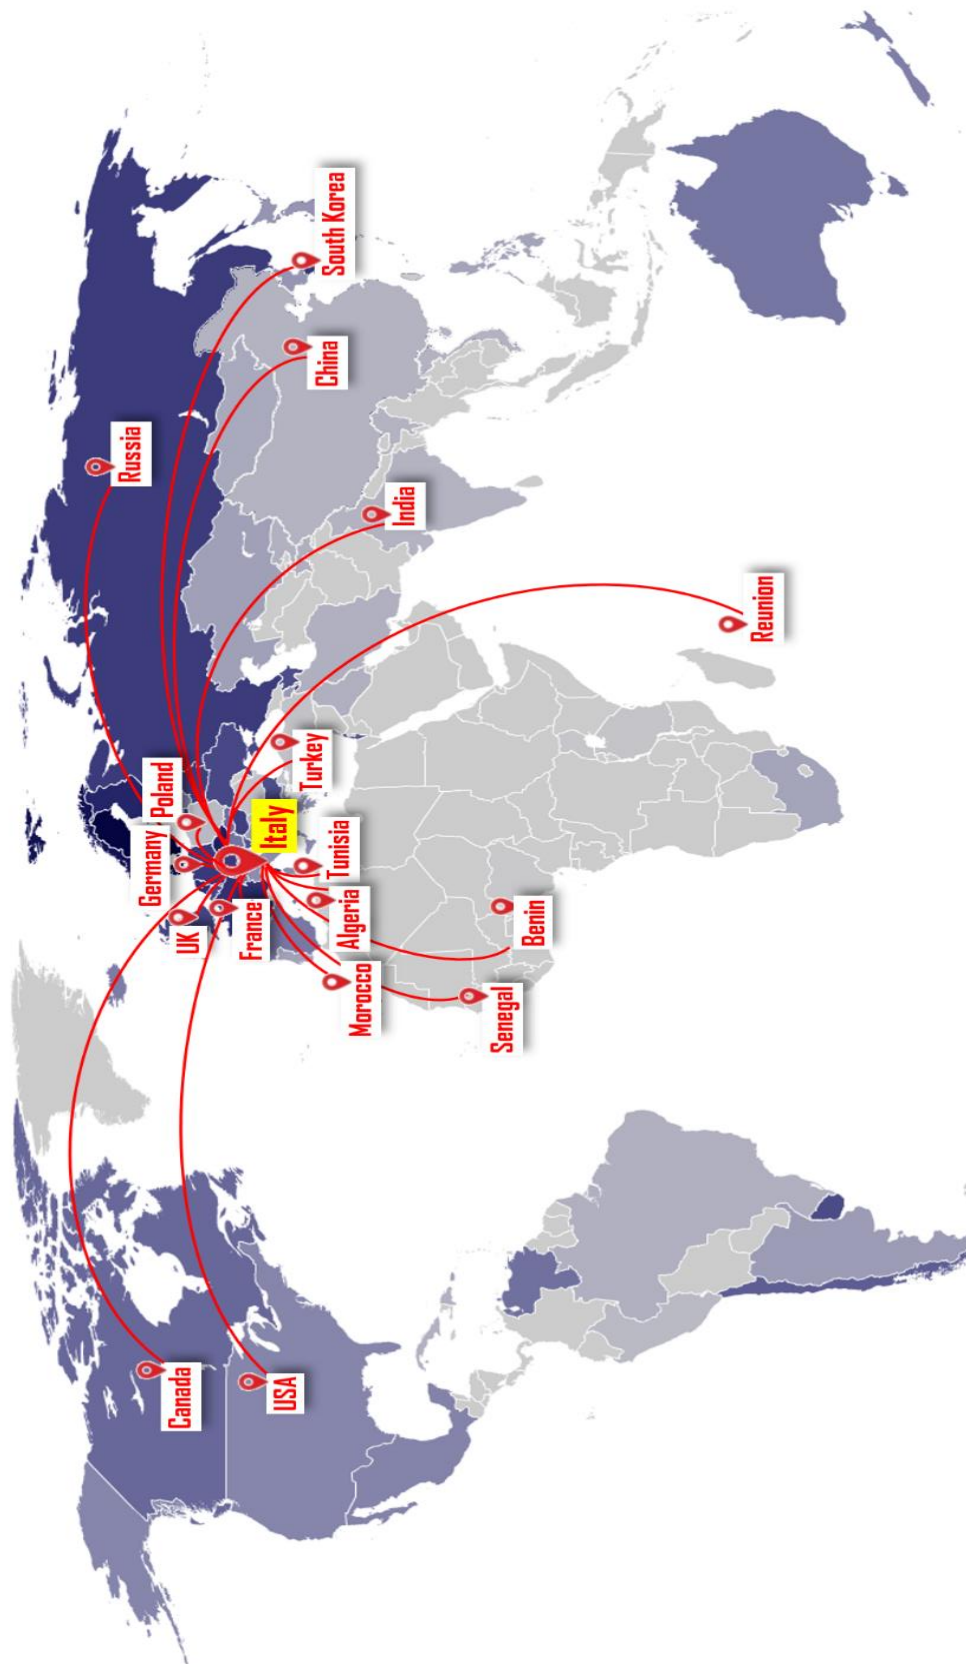 Canada
USA
UK
France
Germany
Poland
Italy
Russia
South Korea
China
India
Turkey
Tunisia
Algeria
Morocco
Senegal
Benin
Reunion